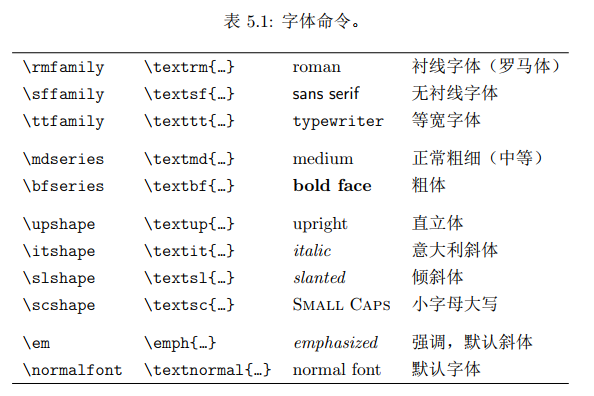 表 5.1: 字体命令。
\rmfamily \textrm{…} roman 衬线字体（罗马体）
\sffamily \textsf{…} sans serif 无衬线字体
\ttfamily \texttt{…} typewriter 等宽字体
\mdseries \textmd{…} medium 正常粗细（中等）
\bfseries \textbf{…} bold face 粗体
\upshape \textup{…} upright 直立体
\itshape \textit{…} italic 意大利斜体
\slshape \textsl{…} slanted 倾斜体
\scshape \textsc{…} Small Caps 小字母大写
\em \emph{…} emphasized 强调，默认斜体
\normalfont \textnormal{…} normal font 默认字体